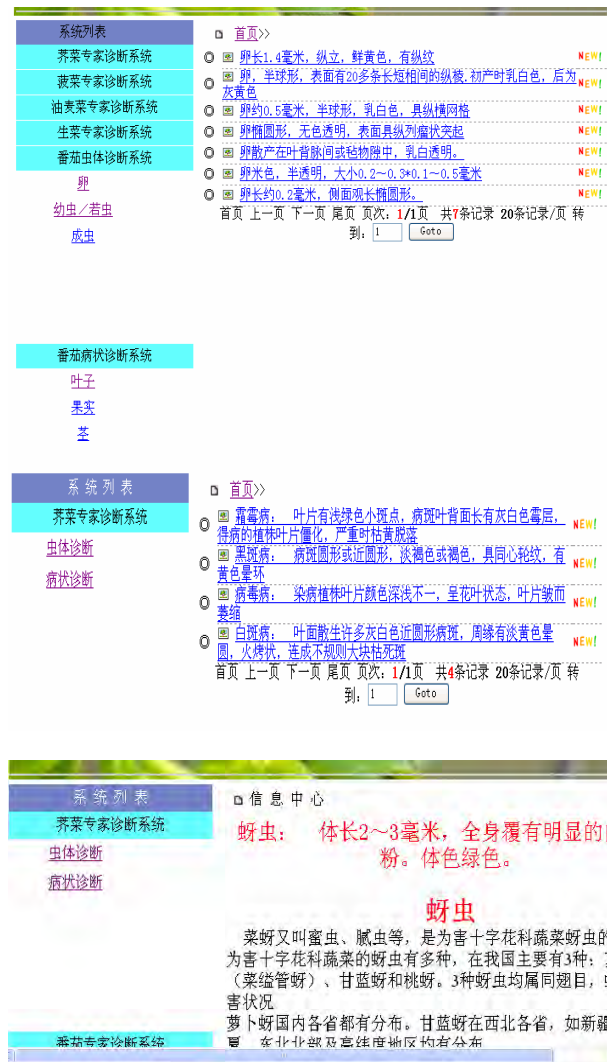 系统列表
芥菜专家诊断系统
菠菜专家诊断系统
油麦菜专家诊断系统
生菜专家诊断系统
番茄虫体诊断系统
卵
幼虫／若虫
成虫
番茄病状诊断系统
叶子
果实
茎
首页>>
卵长1.4毫米，纵立，鲜黄色，有纵纹 NEW!
卵，半球形，表面有20多条长短相间的纵棱.初产时乳白色，后为 NEW!
灰黄色
卵约0.5毫米，半球形，乳白色，具纵横网格 NEW!
卵椭圆形，无色透明，表面具纵列瘤状突起 NEW!
卵散产在叶背脉间或毡物隙中，乳白透明。 NEW!
卵米色，半透明，大小0.2～0.3*0.1～0.5毫米 NEW!
卵长约0.2毫米，侧面观长椭圆形。 NEW!
首页 上一页 下一页 尾页 页次：1/1页 共7条记录 20条记录/页 转
到：1 Goto
系统列表
芥菜专家诊断系统
虫体诊断
病状诊断
首页>>
霜霉病： 叶片有浅绿色小斑点，病斑叶背面长有灰白色霉层， NEW!
得病的植株叶片僵化，严重时枯黄脱落
黑斑病： 病斑圆形或近圆形，淡褐色或褐色，具同心轮纹，有 NEW!
黄色晕环
病毒病： 染病植株叶片颜色深浅不一，呈花叶状态，叶片皱而 NEW!
萎缩
白斑病： 叶面散生许多灰白色近圆形病斑，周缘有淡黄色晕 NEW!
圆，火烤状，连成不规则大块枯死斑
首页 上一页 下一页 尾页 页次：1/1页 共4条记录 20条记录/页 转
到：1 Goto
系统列表
芥菜专家诊断系统
虫体诊断
病状诊断
番茄专家诊断系统
信息中心
蚜虫： 体长2～3毫米，全身覆有明显的
粉。体色绿色。
蚜虫
菜蚜又叫蜜虫、腻虫等，是为害十字花科蔬菜蚜虫的
为害十字花科蔬菜的蚜虫有多种，在我国主要有3种：
（菜缢管蚜）、甘蓝蚜和桃蚜。3种蚜虫均属同翅目，
害状况
萝卜蚜国内各省都有分布。甘蓝蚜在西北各省，如新疆
夏、东北北部及高纬度地区均有分布